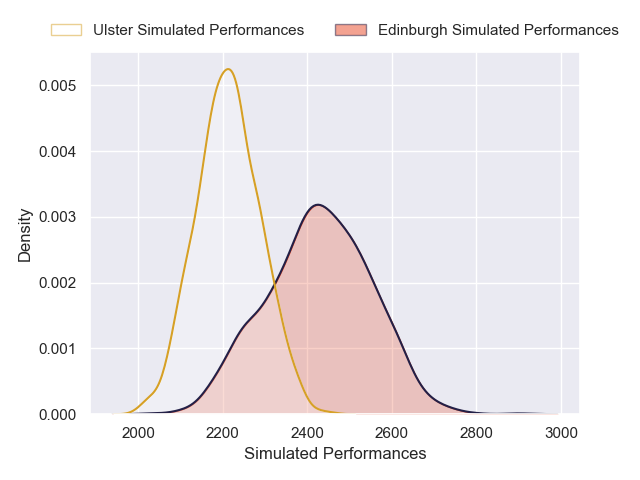 Ulster Simulated Performances Edinburgh Simulated Performances
0.005
0.004
0.003
0.002
0.001
0.000
Density
2000 2200 2400 2600 2800 3000
Simulated Performances